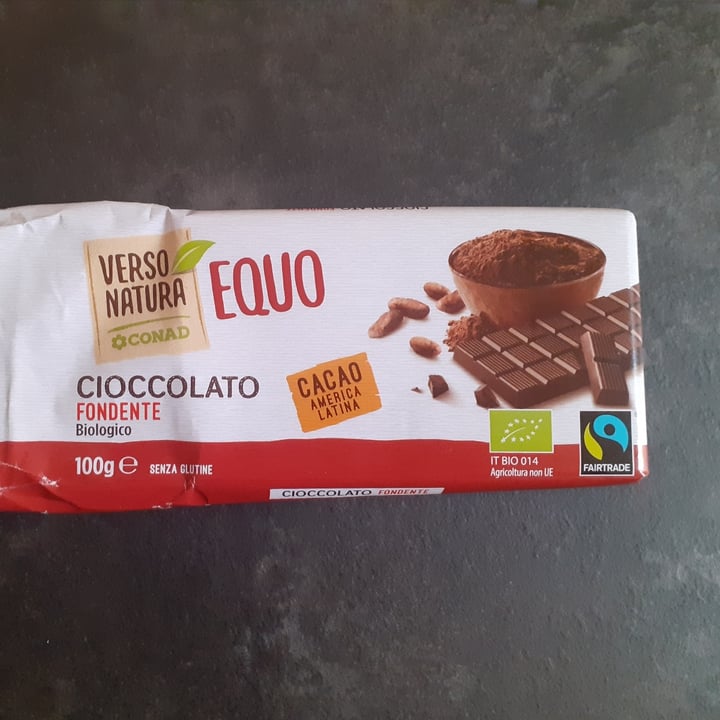 VERSO
NATURA
CONAD
EQUO
CIOCCOLATO
FONDENTE
Biologico
100g ℮ SENZA GLUTINE
CACAO
AMERICA
LATINA
IT BIO 014
Agricoltura non UE
FAIRTRADE
CIOCCOLATO FONDENTE